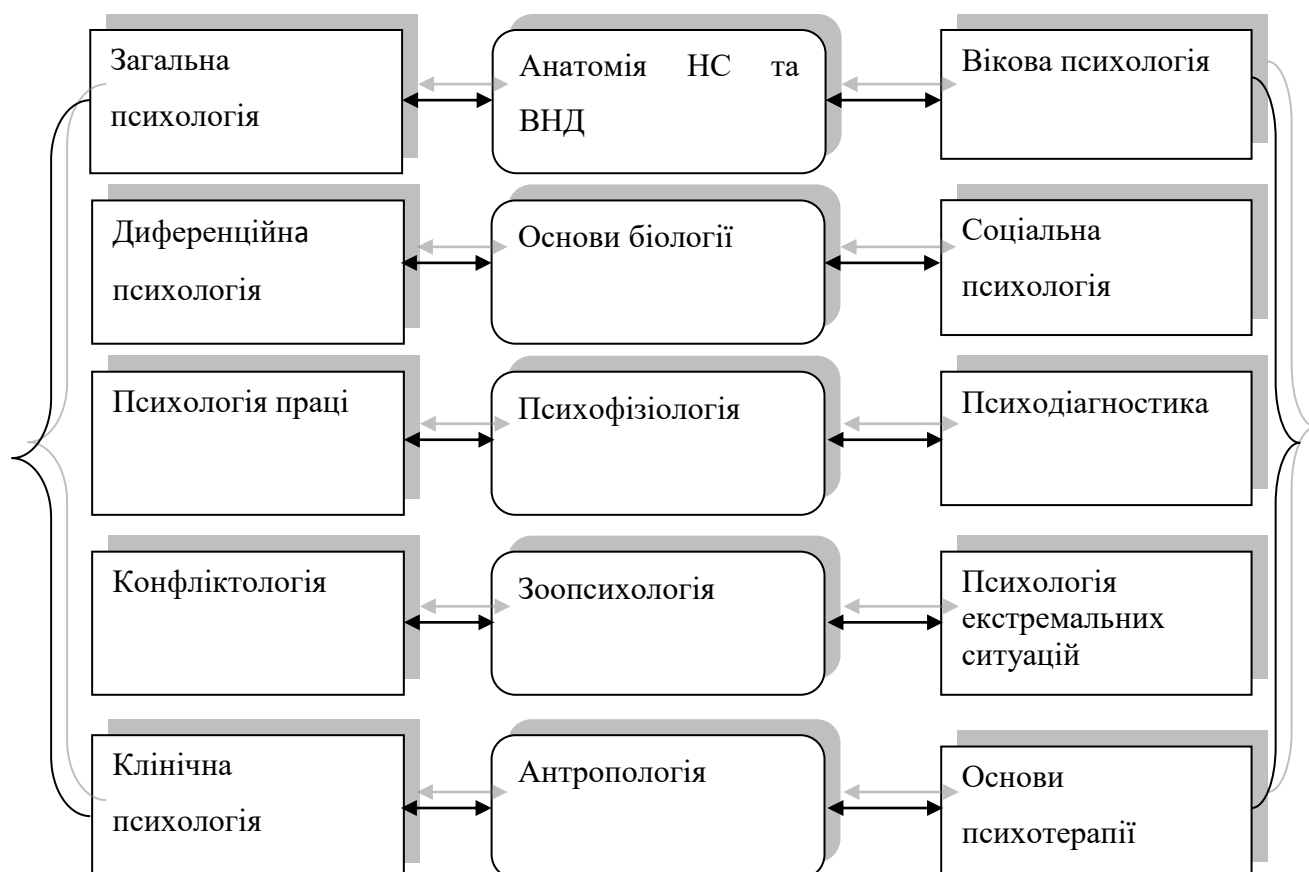 Загальна
психологія
Анатомія НС та
ВНД
Вікова психологія
Диференційна
психологія
Основи біології
Соціальна
психологія
Психологія праці
Психофізіологія
Психодіагностика
Конфліктологія
Зоопсихологія
Психологія
екстремальних
ситуацій
Клінічна
психологія
Антропологія
Основи
психотерапії